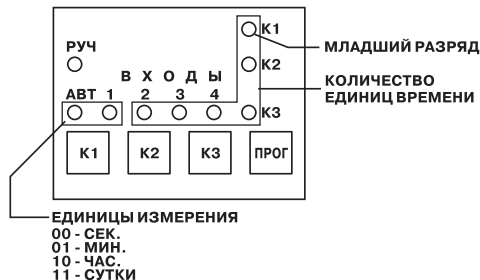 К1
РУЧ
МЛАДШИЙ РАЗРЯД
В Х О Д Ы
К2
КОЛИЧЕСТВО
ЕДИНИЦ ВРЕМЕНИ
АВТ 1 2 3 4
К3
К1 К2 К3 ПРОГ
ЕДИНИЦЫ ИЗМЕРЕНИЯ
00 - СЕК.
01 - МИН.
10 - ЧАС.
11 - СУТКИ